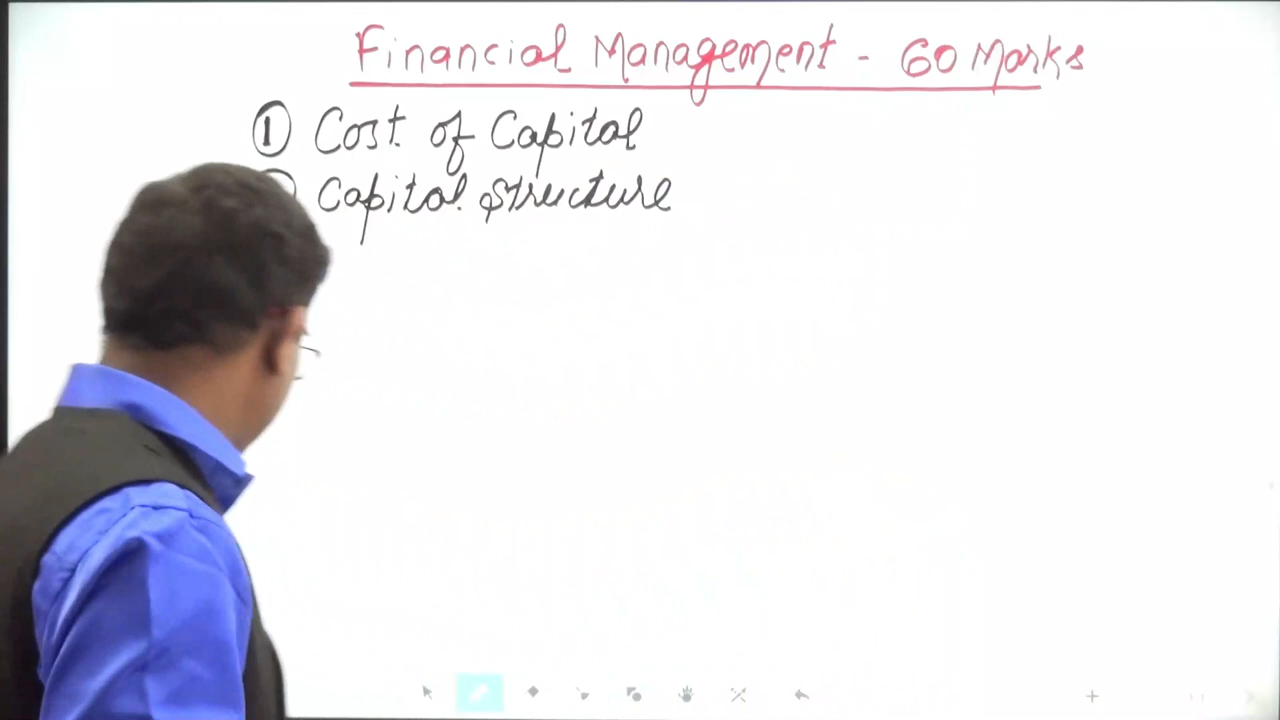 Financial Management - 60 Marks
① Cost of Capital
Capital Structure